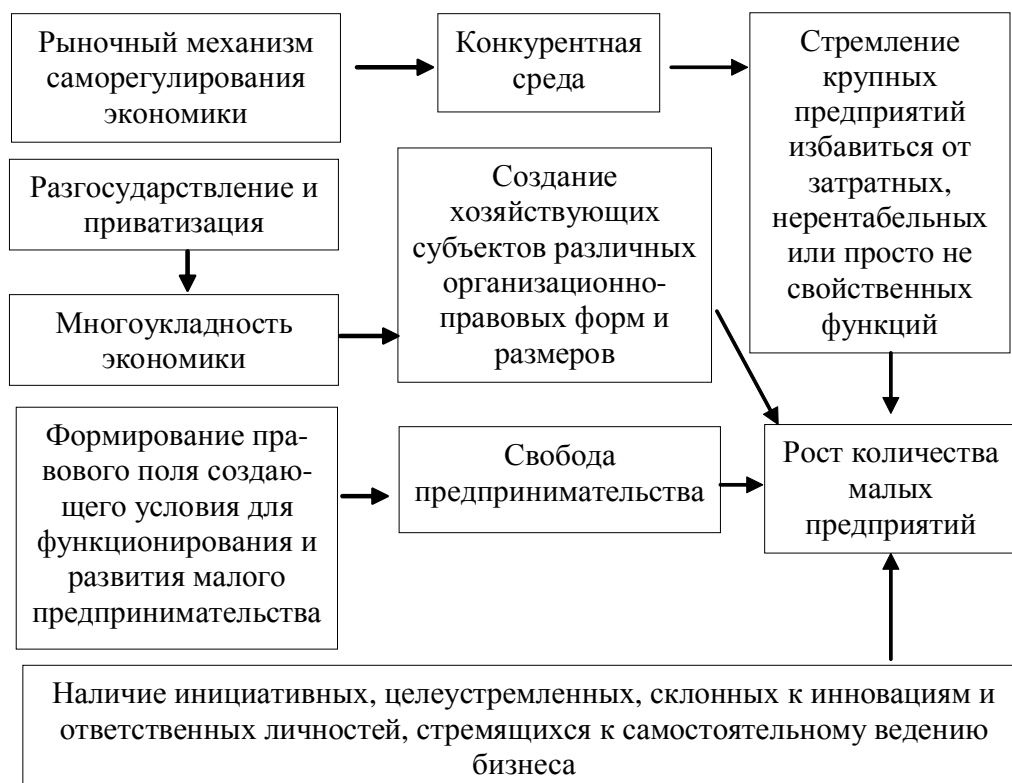 Рыночный механизм
саморегулирования
экономики
Конкурентная
среда
Стремление
крупных
предприятий
избавиться от
затратных,
нерентабельных
или просто не
свойственных
функций
Разгосударствление и
приватизация
Создание
хозяйствующих
субъектов различных
организационно-
правовых форм и
размеров
Многоукладность
экономики
Формирование пра-
вового поля создаю-
щего условия для
функционирования и
развития малого
предпринимательства
Свобода
предпринимательства
Рост количества
малых
предприятий
Наличие инициативных, целеустремленных, склонных к инновациям и
ответственных личностей, стремящихся к самостоятельному ведению
бизнеса